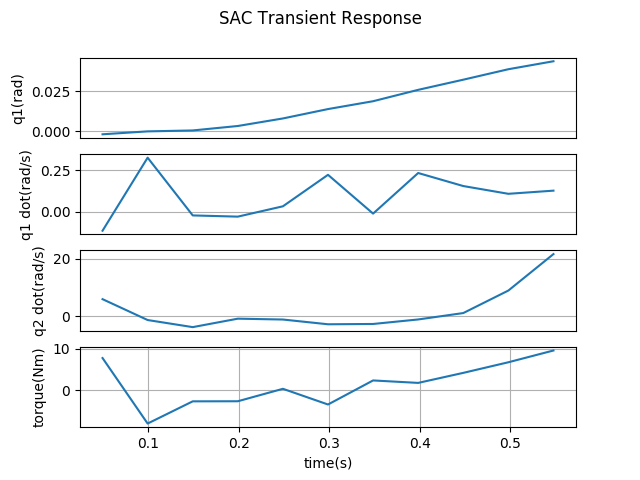 SAC Transient Response
q1(rad)
0.025
0.000
q1 dot(rad/s)
0.25
0.00
q2 dot(rad/s)
20
0
torque(Nm)
10
0
0.1 0.2 0.3 0.4 0.5
time(s)